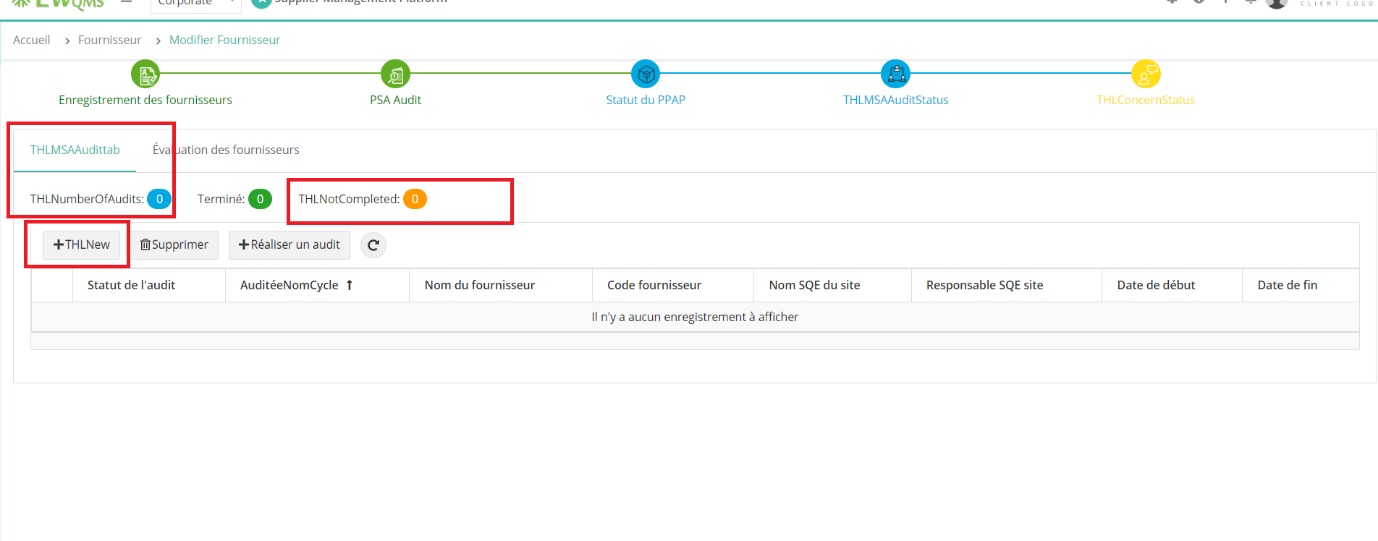 EWQMS Corporate Supplier Management Platform CLIENT LOGO
Accueil > Fournisseur > Modifier Fournisseur
Enregistrement des fournisseurs PSA Audit Statut du PPAP THLMSAAuditStatus THLConcernStatus
THLMSAAudittab Évaluation des fournisseurs
THLNumberOfAudits: 0 Terminé: 0 THLNotCompleted: 0
+THLNew Supprimer +Réaliser un audit
Statut de l'audit AuditéeNomCycle ↑ Nom du fournisseur Code fournisseur Nom SQE du site Responsable SQE site Date de début Date de fin
Il n'y a aucun enregistrement à afficher